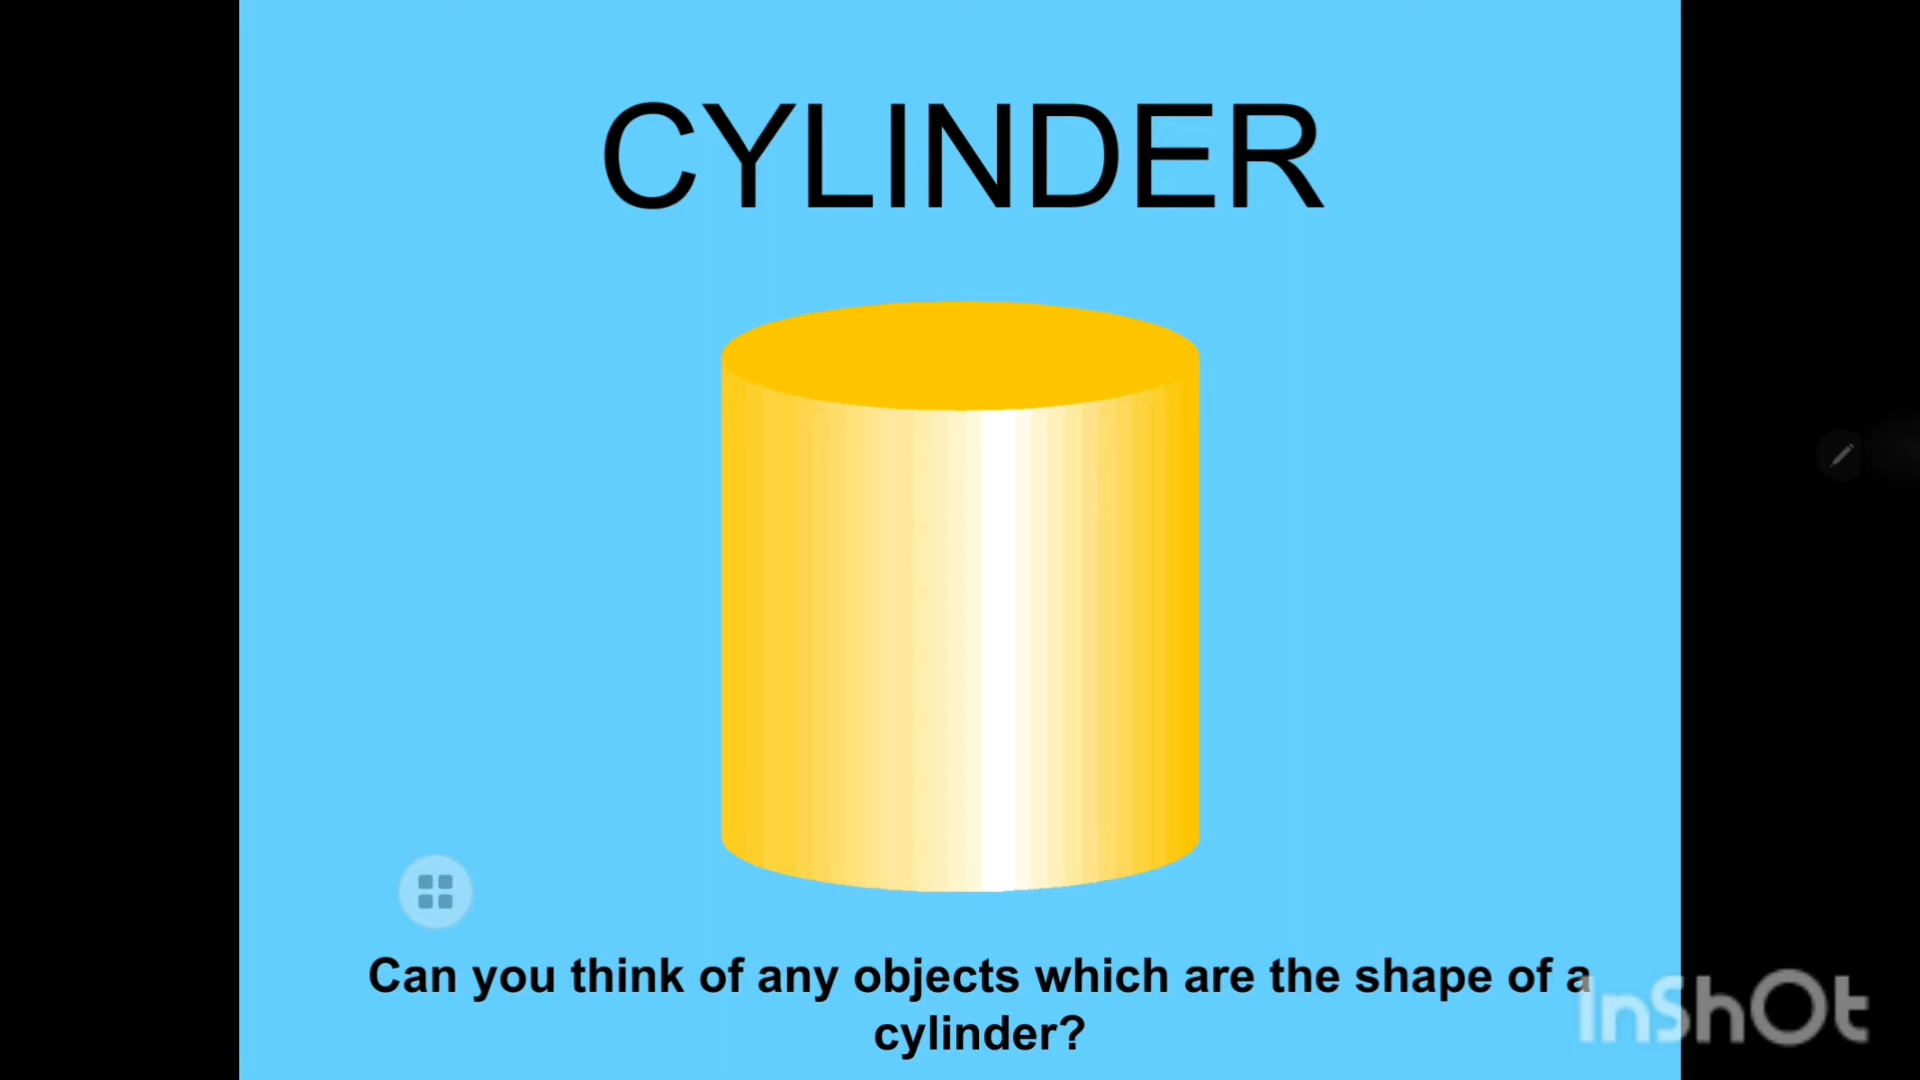 CYLINDER
Can you think of any objects which are the shape of a
cylinder?
InShOt